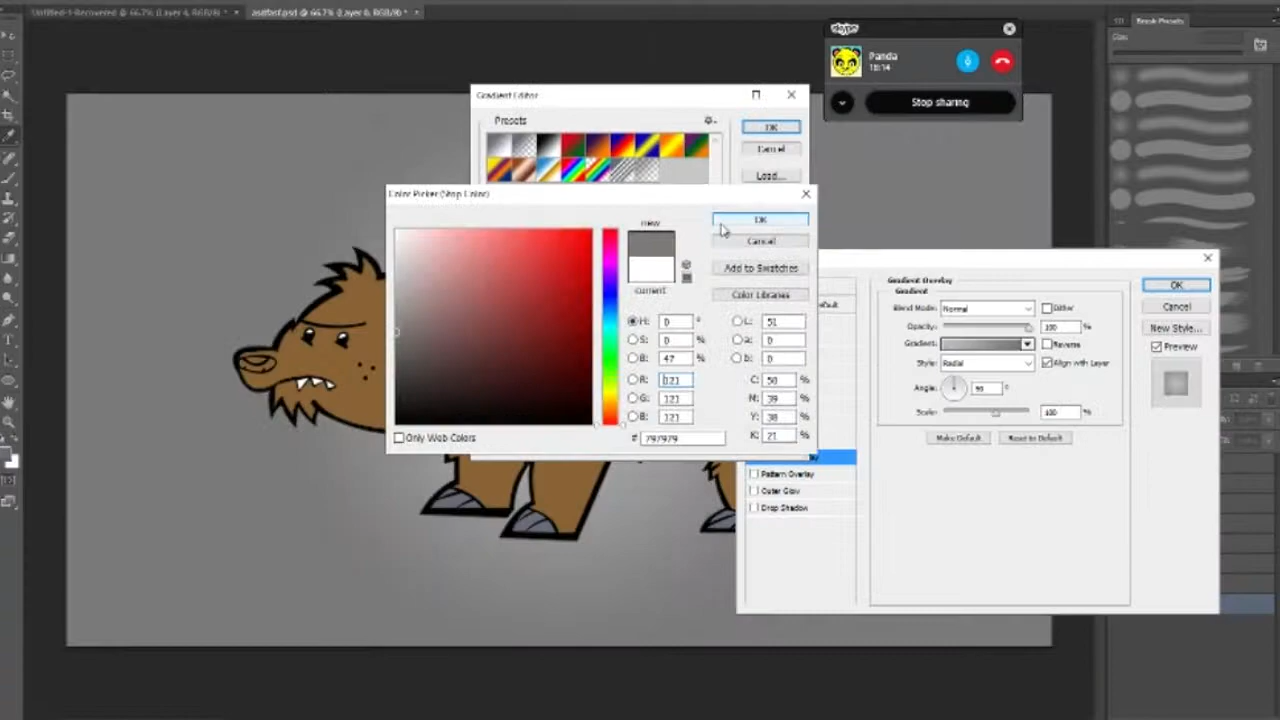 Untitled-1-Recovered @ 66.7% (Layer 4, RGB/8) *
asdfasf.psd @ 66.7% (Layer 6, RGB/8) *
Brush Presets
skype
Panda
18:14
Stop sharing
Gradient Editor
Presets
OK
Cancel
Load...
Color Picker (Stop Color)
new
current
OK
Cancel
Add to Swatches
Color Libraries
H: 0 °
S: 0 %
B: 47 %
R: 121
G: 121
B: 121
L: 51
a: 0
b: 0
C: 50 %
M: 39 %
Y: 38 %
K: 21 %
Only Web Colors
# 797979
Gradient Overlay
Gradient
Blend Mode: Normal
Dither
Opacity: 100 %
Gradient:
Reverse
Style: Radial
Align with Layer
Angle: 90 °
Scale: 100 %
Make Default
Reset to Default
OK
Cancel
New Style...
Preview
Pattern Overlay
Outer Glow
Drop Shadow